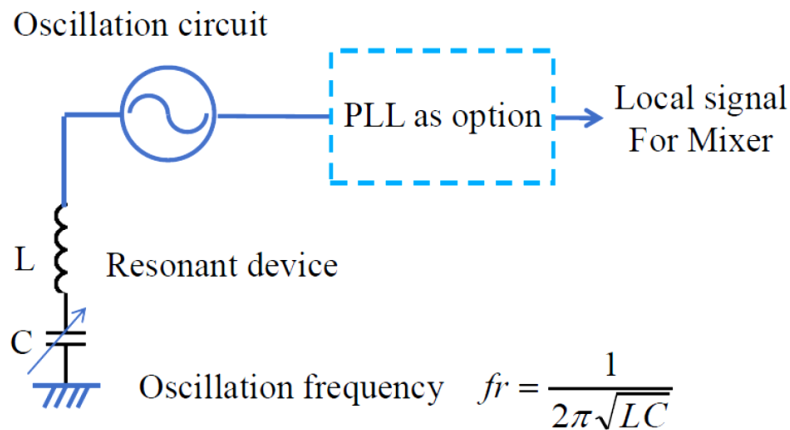 Oscillation circuit
PLL as option
Local signal
For Mixer
L
Resonant device
C
Oscillation frequency fr = 1 / 2π√LC